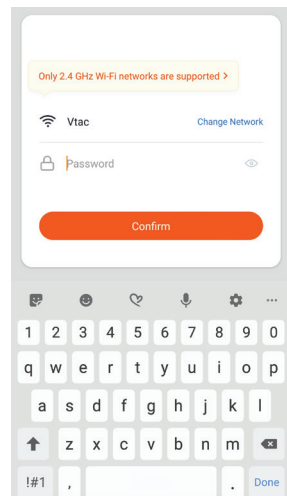 Only 2.4 GHz Wi-Fi networks are supported >
Vtac Change Network
Password
Confirm
1 2 3 4 5 6 7 8 9 0
q w e r t y u i o p
a s d f g h j k l
z x c v b n m
!#1 , . Done